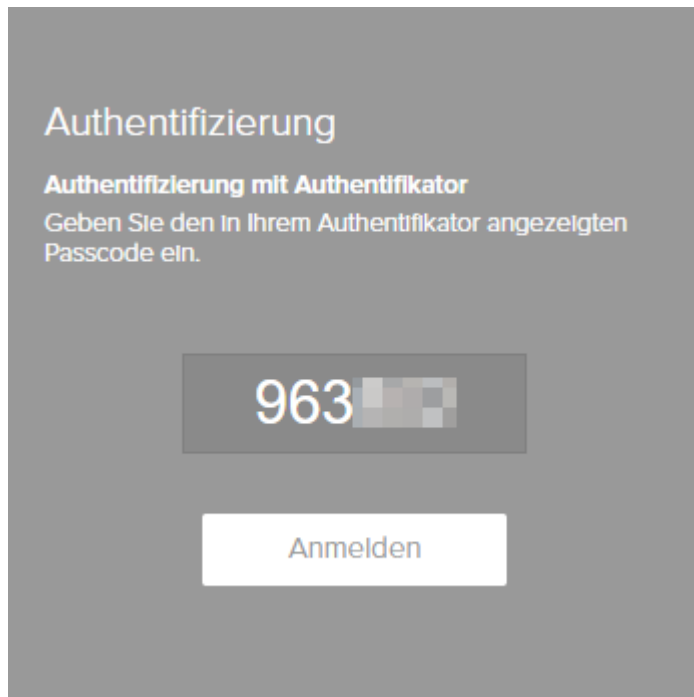 Authentifizierung
Authentifizierung mit Authentifikator
Geben Sie den in Ihrem Authentifikator angezeigten
Passcode ein.
963
Anmelden